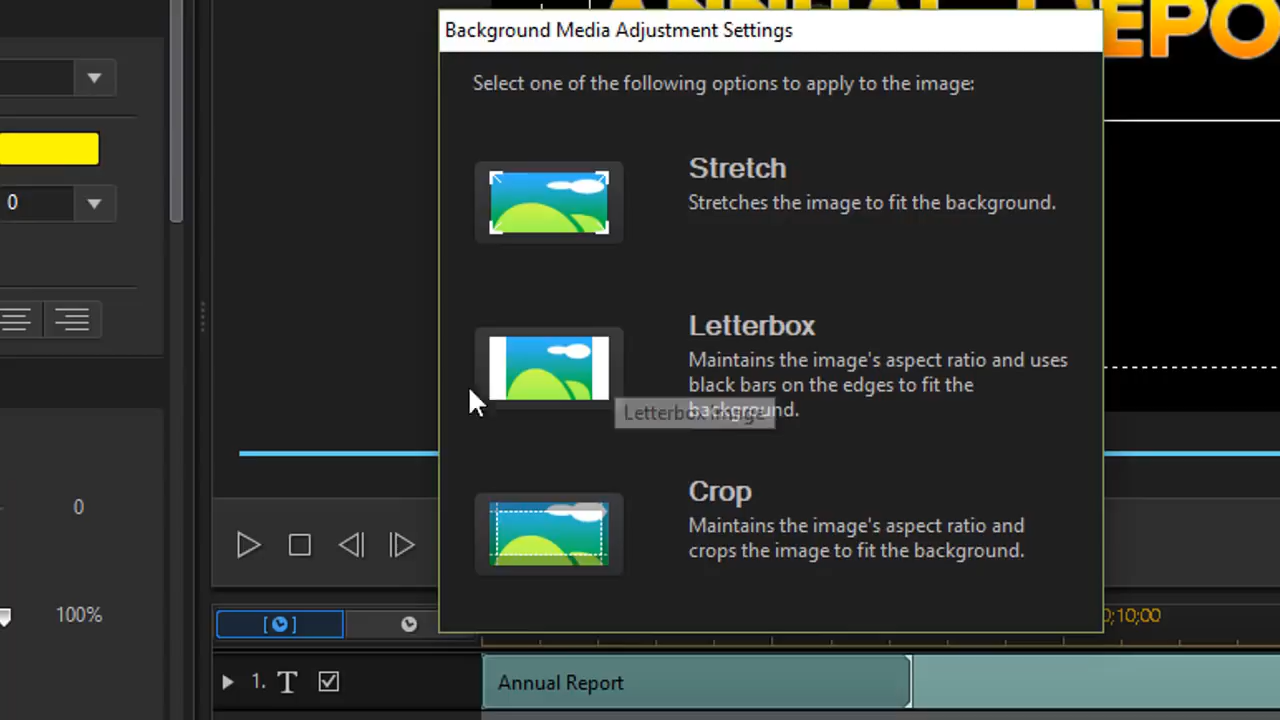 ANNUAL DEPO
Background Media Adjustment Settings
Select one of the following options to apply to the image:
Stretch
Stretches the image to fit the background.
0
Letterbox
Maintains the image's aspect ratio and uses
black bars on the edges to fit the
background.
Letterbox Image
Crop
Maintains the image's aspect ratio and
crops the image to fit the background.
0
100%
0;10;00
1. T
Annual Report